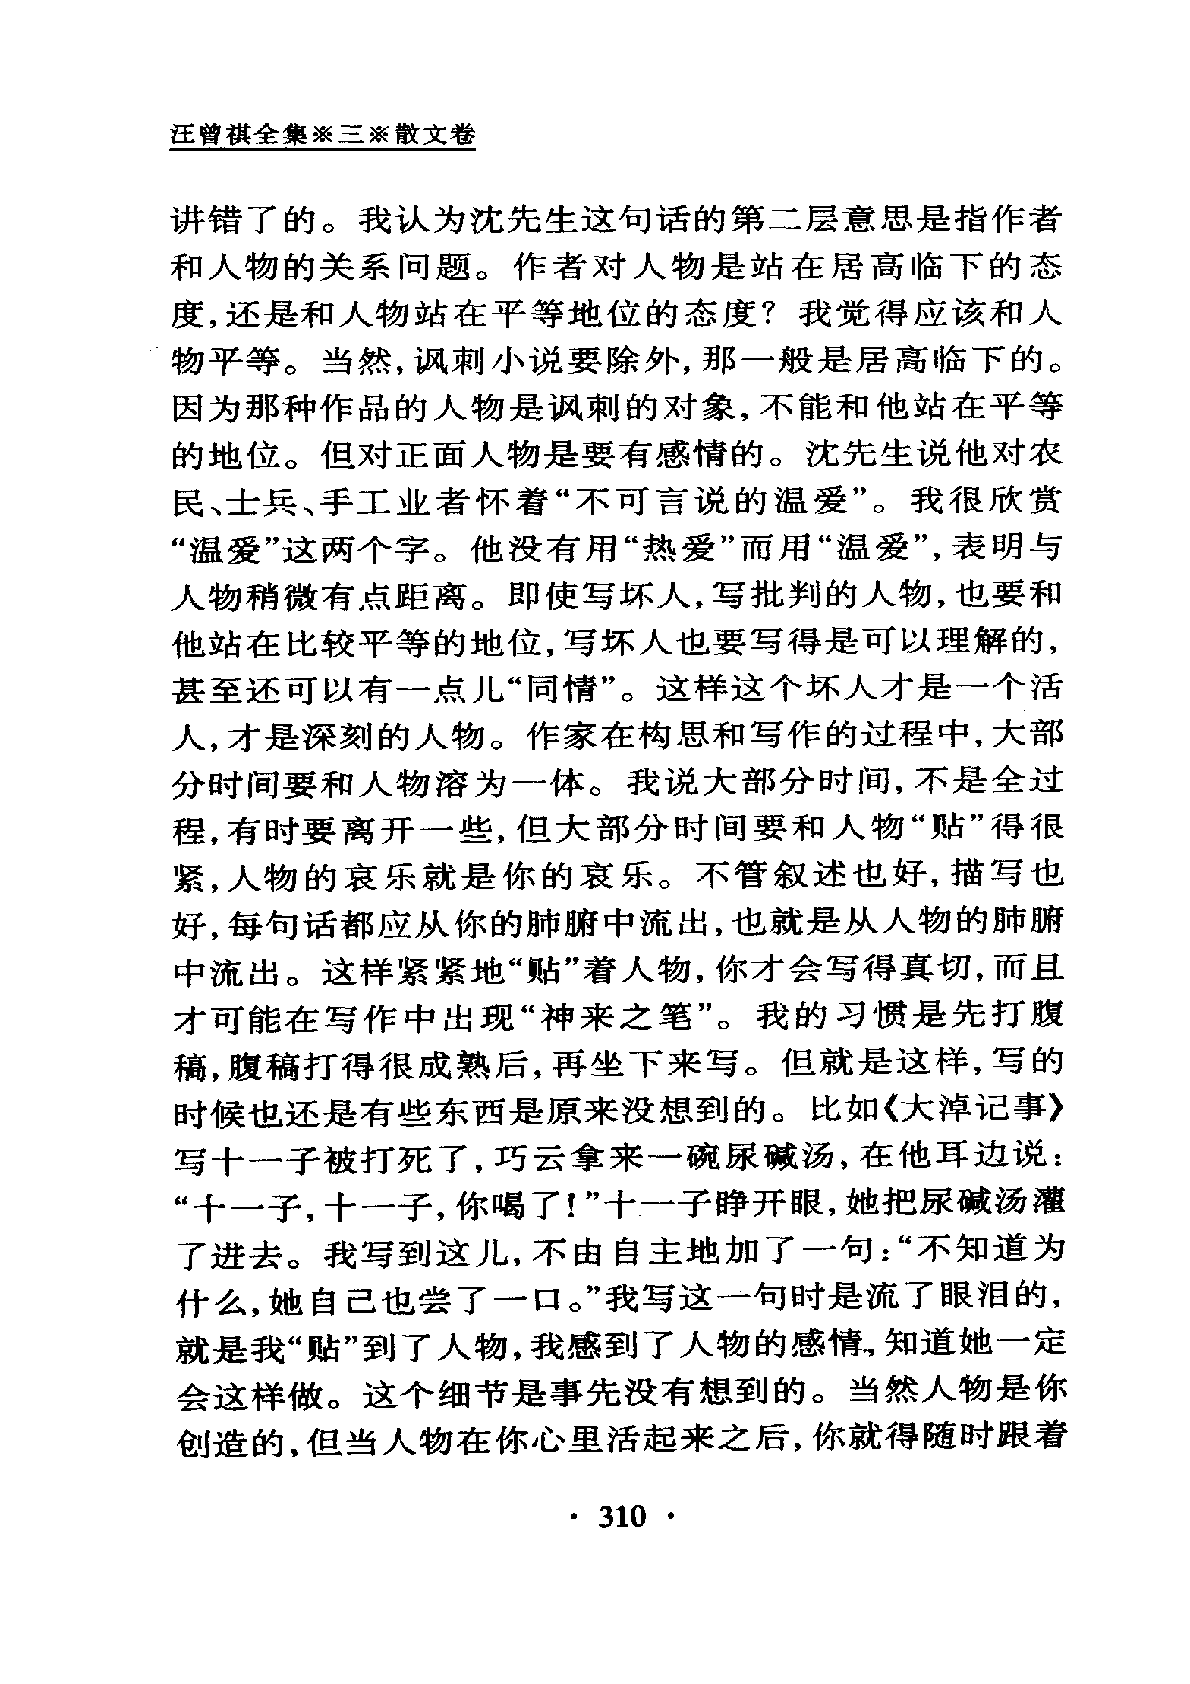 汪曾祺全集※三※散文卷
讲错了的。我认为沈先生这句话的第二层意思是指作者
和人物的关系问题。作者对人物是站在居高临下的态
度,还是和人物站在平等地位的态度？我觉得应该和人
物平等。当然,讽刺小说要除外,那一般是居高临下的。
因为那种作品的人物是讽刺的对象,不能和他站在平等
的地位。但对正面人物是要有感情的。沈先生说他对农
民、士兵、手工业者怀着“不可言说的温爱”。我很欣赏
“温爱”这两个字。他没有用“热爱”而用“温爱”,表明与
人物稍微有点距离。即使写坏人,写批判的人物,也要和
他站在比较平等的地位,写坏人也要写得是可以理解的,
甚至还可以有一点儿“同情”。这样这个坏人才是一个活
人,才是深刻的人物。作家在构思和写作的过程中,大部
分时间要和人物溶为一体。我说大部分时间,不是全过
程,有时要离开一些,但大部分时间要和人物“贴”得很
紧,人物的哀乐就是你的哀乐。不管叙述也好,描写也
好,每句话都应从你的肺腑中流出,也就是从人物的肺腑
中流出。这样紧紧地“贴”着人物,你才会写得真切,而且
才可能在写作中出现“神来之笔”。我的习惯是先打腹
稿,腹稿打得很成熟后,再坐下来写。但就是这样,写的
时候也还是有些东西是原来没想到的。比如《大淖记事》
写十一子被打死了,巧云拿来一碗尿碱汤,在他耳边说:
“十一子,十一子,你喝了!”十一子睁开眼,她把尿碱汤灌
了进去。我写到这儿,不由自主地加了一句:“不知道为
什么,她自己也尝了一口。”我写这一句时是流了眼泪的,
就是我“贴”到了人物,我感到了人物的感情,知道她一定
会这样做。这个细节是事先没有想到的。当然人物是你
创造的,但当人物在你心里活起来之后,你就得随时跟着
· 310 ·